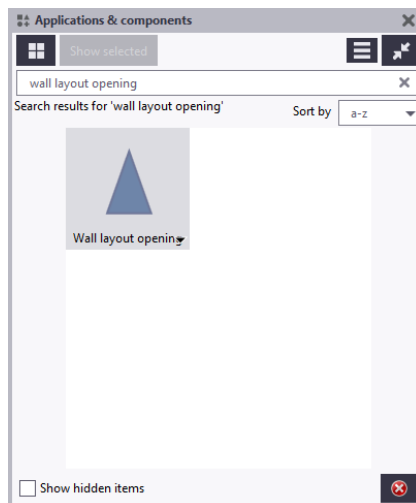 Applications & components
Show selected
wall layout opening
Search results for 'wall layout opening'
Sort by
a-z
Wall layout opening
Show hidden items